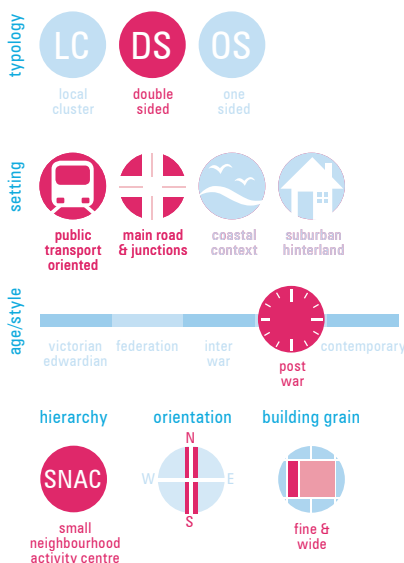 typology
LC
DS
OS
local
cluster
double
sided
one
sided
setting
public
transport
oriented
main road
& junctions
coastal
context
suburban
hinterland
age/style
victorian
edwardian
federation
inter
war
post
war
contemporary
hierarchy
orientation
building grain
SNAC
N
W
E
S
small
neighbourhood
activity centre
fine &
wide